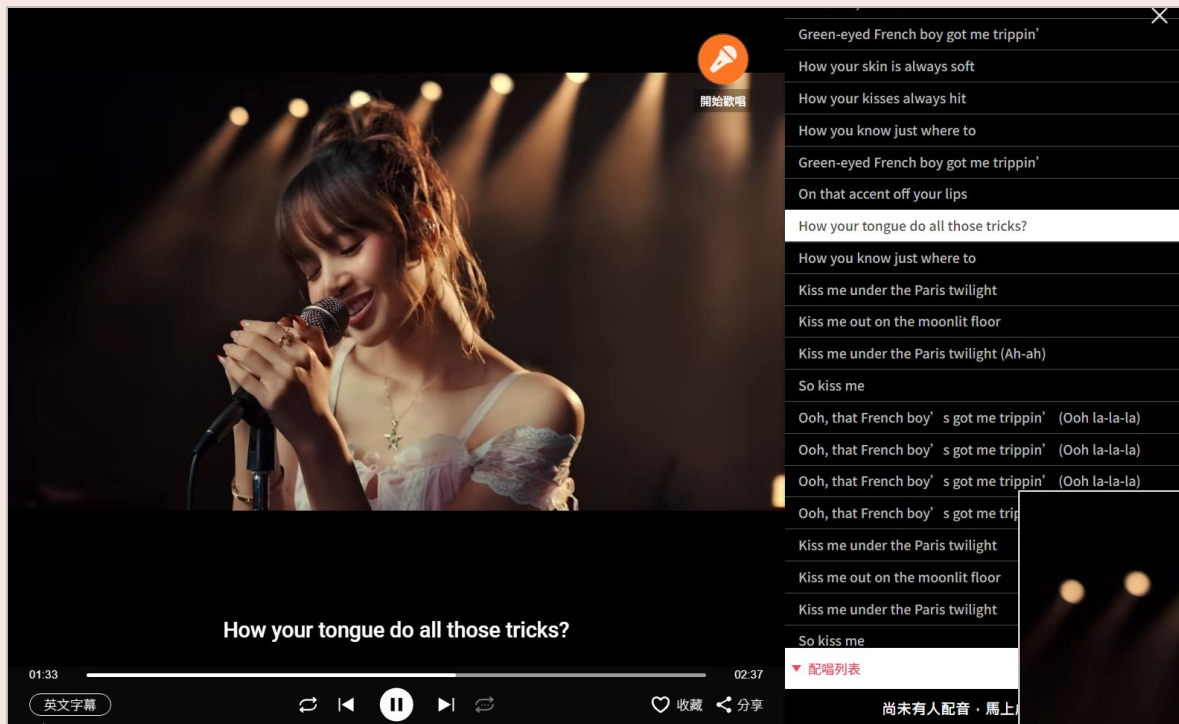 開始歡唱
How your tongue do all those tricks?
01:33
02:37
英文字幕
收藏
分享
Green-eyed French boy got me trippin’
How your skin is always soft
How your kisses always hit
How you know just where to
Green-eyed French boy got me trippin’
On that accent off your lips
How your tongue do all those tricks?
How you know just where to
Kiss me under the Paris twilight
Kiss me out on the moonlit floor
Kiss me under the Paris twilight (Ah-ah)
So kiss me
Ooh, that French boy’ s got me trippin’ (Ooh la-la-la)
Ooh, that French boy’ s got me trippin’ (Ooh la-la-la)
Ooh, that French boy’ s got me trippin’ (Ooh la-la-la)
Ooh, that French boy’ s got me trip
Kiss me under the Paris twilight
Kiss me out on the moonlit floor
Kiss me under the Paris twilight
So kiss me
配唱列表
尚未有人配音，馬上